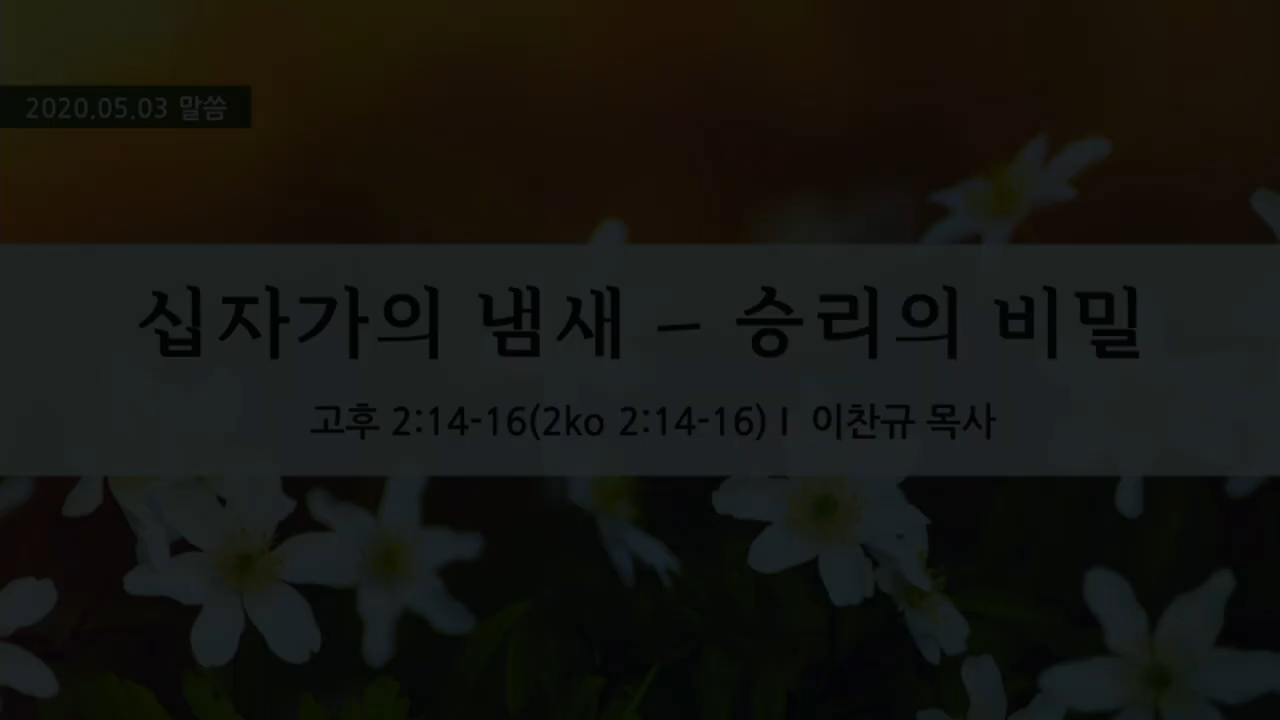 2020.05.03 말씀
십자가의 냄새 - 승리의 비밀
고후 2:14-16(2ko 2:14-16) I 이찬규 목사